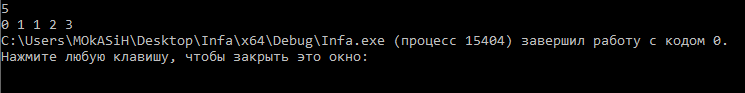 5
0 1 1 2 3
C:\Users\MOkASiH\Desktop\Infa\x64\Debug\Infa.exe (процесс 15404) завершил работу с кодом 0.
Нажмите любую клавишу, чтобы закрыть это окно: